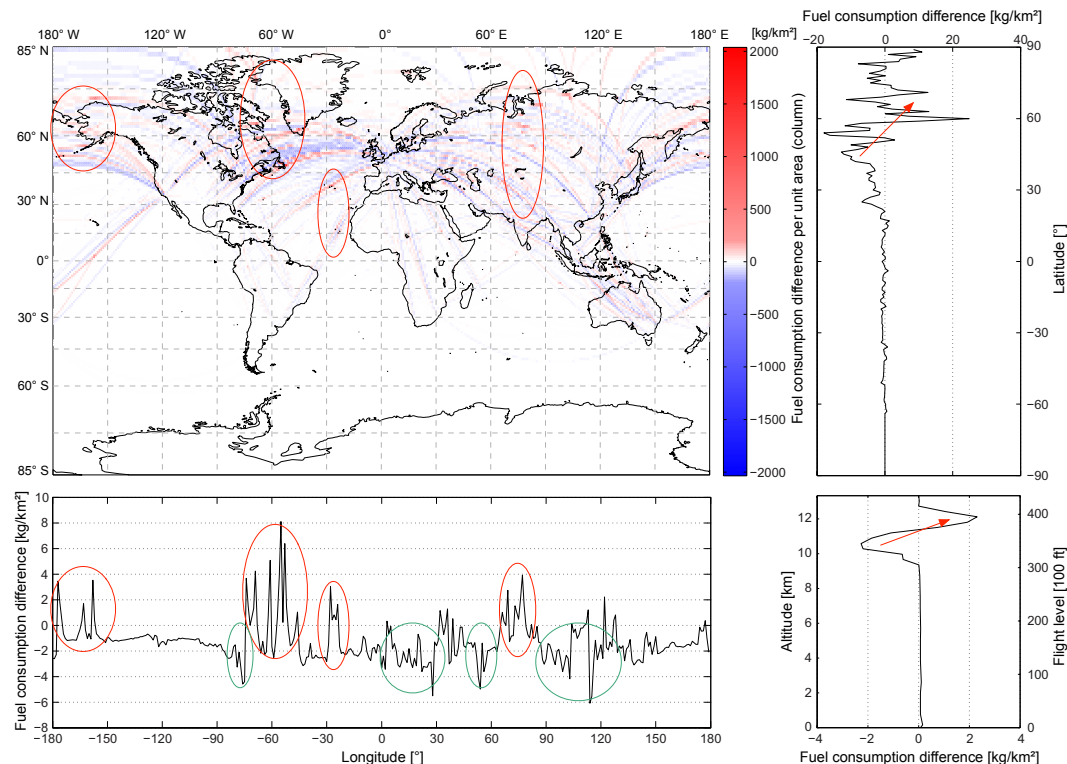 180° W 120° W 60° W 0° 60° E 120° E 180° E
85° N
60° N
30° N
0°
30° S
60° S
85° S
[kg/km²]
2000
1500
1000
500
0
−500
−1000
−1500
−2000
Fuel consumption difference per unit area (column)
Fuel consumption difference [kg/km²]
−20 0 20 40
90
60
30
0
−30
−60
−90
Latitude [°]
Fuel consumption difference [kg/km²]
10
8
6
4
2
0
−2
−4
−6
−8
−180 −150 −120 −90 −60 −30 0 30 60 90 120 150 180
Longitude [°]
Altitude [km]
12
10
8
6
4
2
0
400
300
200
100
0
Flight level [100 ft]
−4 −2 0 2 4
Fuel consumption difference [kg/km²]